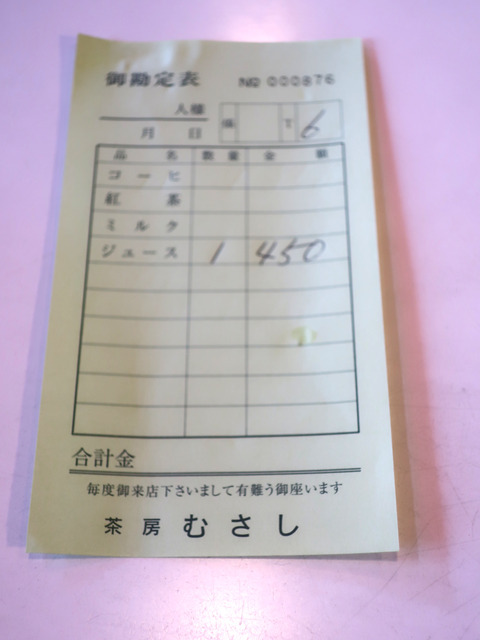 御勘定表 No 000876
人様
月 日 係 T 6
品 名 数量 金 額
コーヒ
紅 茶
ミルク
ジュース 1 450
合計金
毎度御来店下さいまして有難う御座います
茶房 むさし